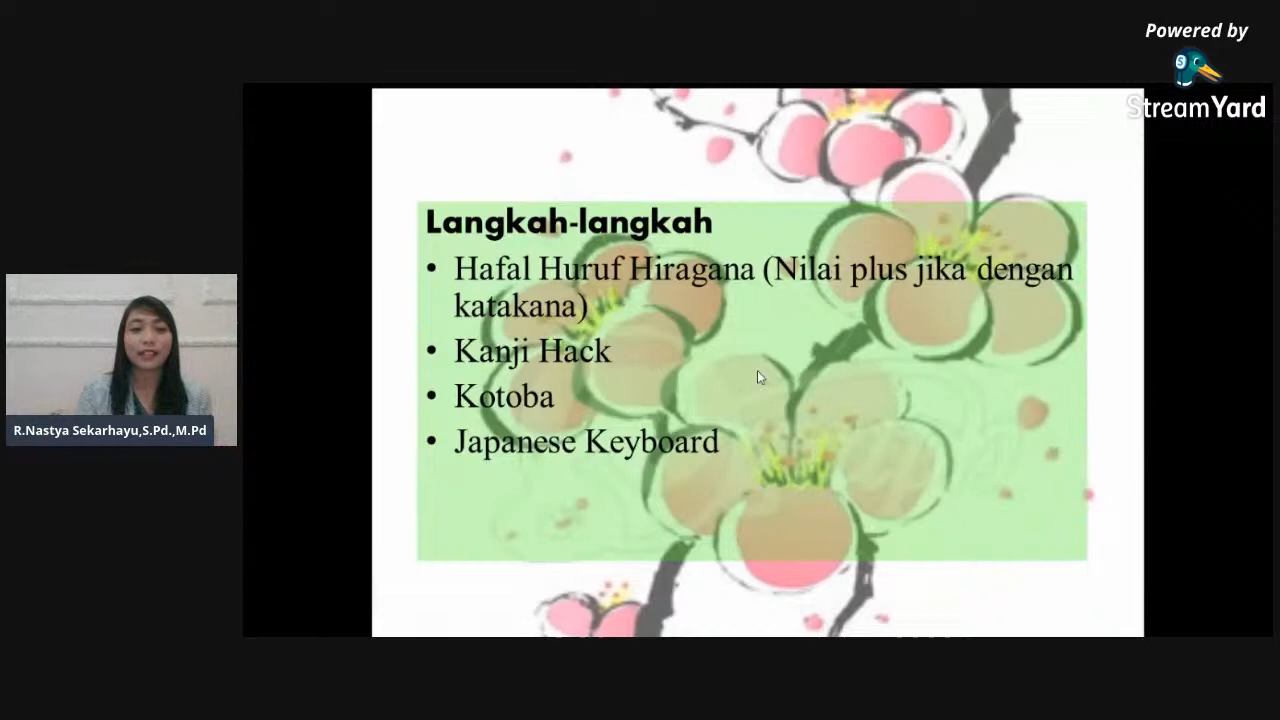 Powered by
StreamYard
Langkah-langkah
• Hafal Huruf Hiragana (Nilai plus jika dengan
katakana)
• Kanji Hack
• Kotoba
• Japanese Keyboard
R.Nastya Sekarhayu,S.Pd.,M.Pd